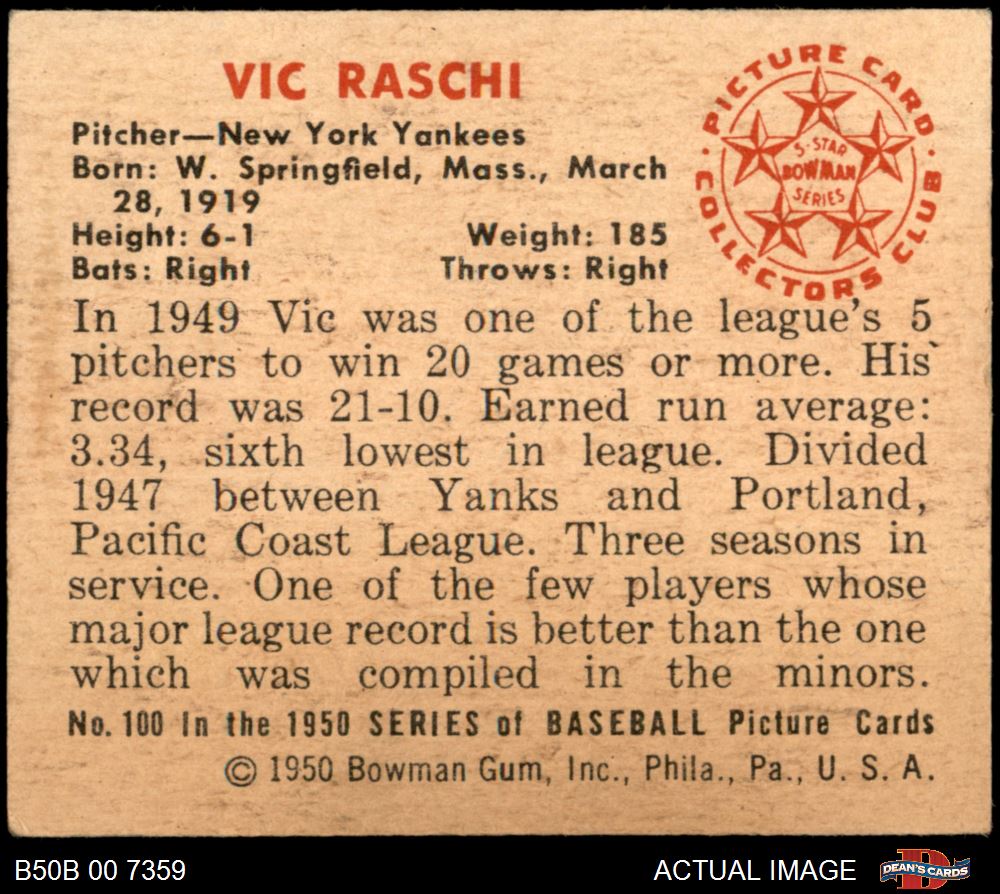 VIC RASCHI
Pitcher—New York Yankees
Born: W. Springfield, Mass., March
28, 1919
Height: 6-1 Weight: 185
Bats: Right Throws: Right
PICTURE CARD
COLLECTORS CLUB
5-STAR
BOWMAN
SERIES
In 1949 Vic was one of the league's 5
pitchers to win 20 games or more. His
record was 21-10. Earned run average:
3.34, sixth lowest in league. Divided
1947 between Yanks and Portland,
Pacific Coast League. Three seasons in
service. One of the few players whose
major league record is better than the one
which was compiled in the minors.
No. 100 In the 1950 SERIES of BASEBALL Picture Cards
© 1950 Bowman Gum, Inc., Phila., Pa., U. S. A.
B50B 00 7359 ACTUAL IMAGE DEAN'S CARDS